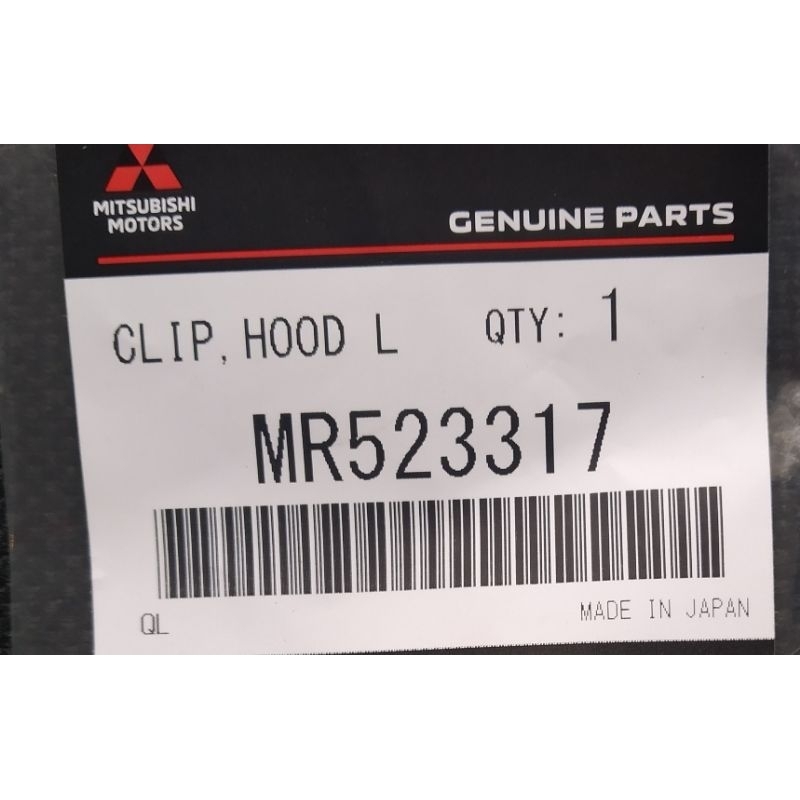 MITSUBISHI
MOTORS
GENUINE PARTS
CLIP, HOOD L QTY: 1
MR523317
QL
MADE IN JAPAN